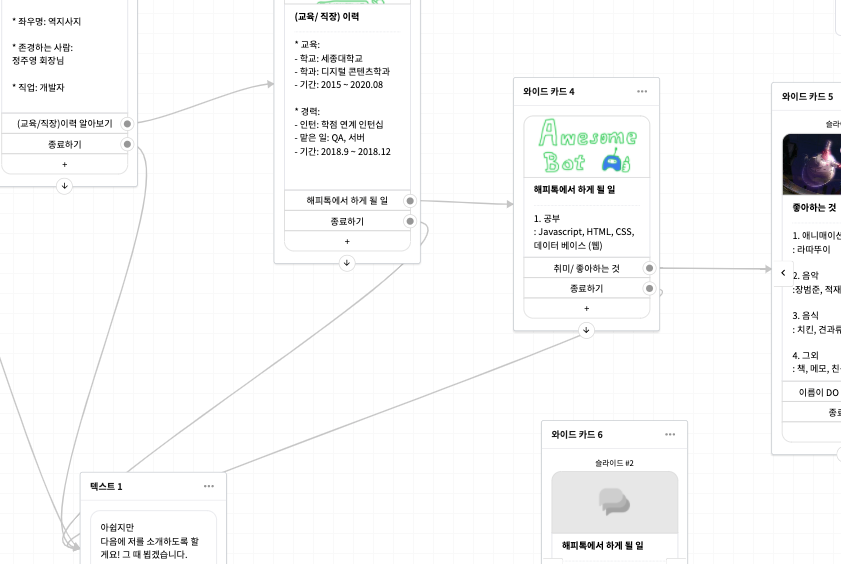 * 좌우명: 역지사지
* 존경하는 사람:
정주영 회장님
* 직업: 개발자
(교육/직장)이력 알아보기
종료하기
+
(교육/ 직장) 이력
* 교육:
- 학교: 세종대학교
- 학과: 디지털 콘텐츠학과
- 기간: 2015 ~ 2020.08
* 경력:
- 인턴: 학점 연계 인턴십
- 맡은 일: QA, 서버
- 기간: 2018.9 ~ 2018.12
해피톡에서 하게 될 일
종료하기
+
와이드 카드 4
Awesome
Bot
해피톡에서 하게 될 일
1. 공부
: Javascript, HTML, CSS,
데이터 베이스 (웹)
취미/ 좋아하는 것
종료하기
+
와이드 카드 5
슬라이
좋아하는 것
1. 애니매이션
: 라따뚜이
2. 음악
:장범준, 적재
3. 음식
: 치킨, 견과류
4. 그외
: 책, 메모, 친
이름이 DO
종료
텍스트 1
아쉽지만
다음에 저를 소개하도록 할
게요! 그 때 뵙겠습니다.
와이드 카드 6
슬라이드 #2
해피톡에서 하게 될 일